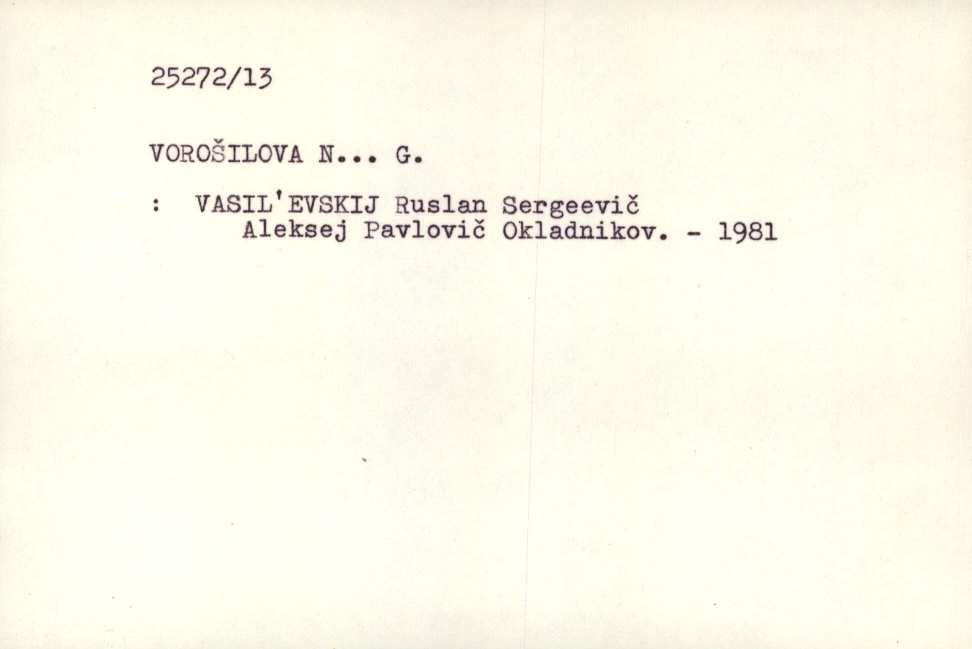 25272/13
VOROŠILOVA N... G.
: VASIL'EVSKIJ Ruslan Sergeevič
Aleksej Pavlovič Okladnikov. - 1981